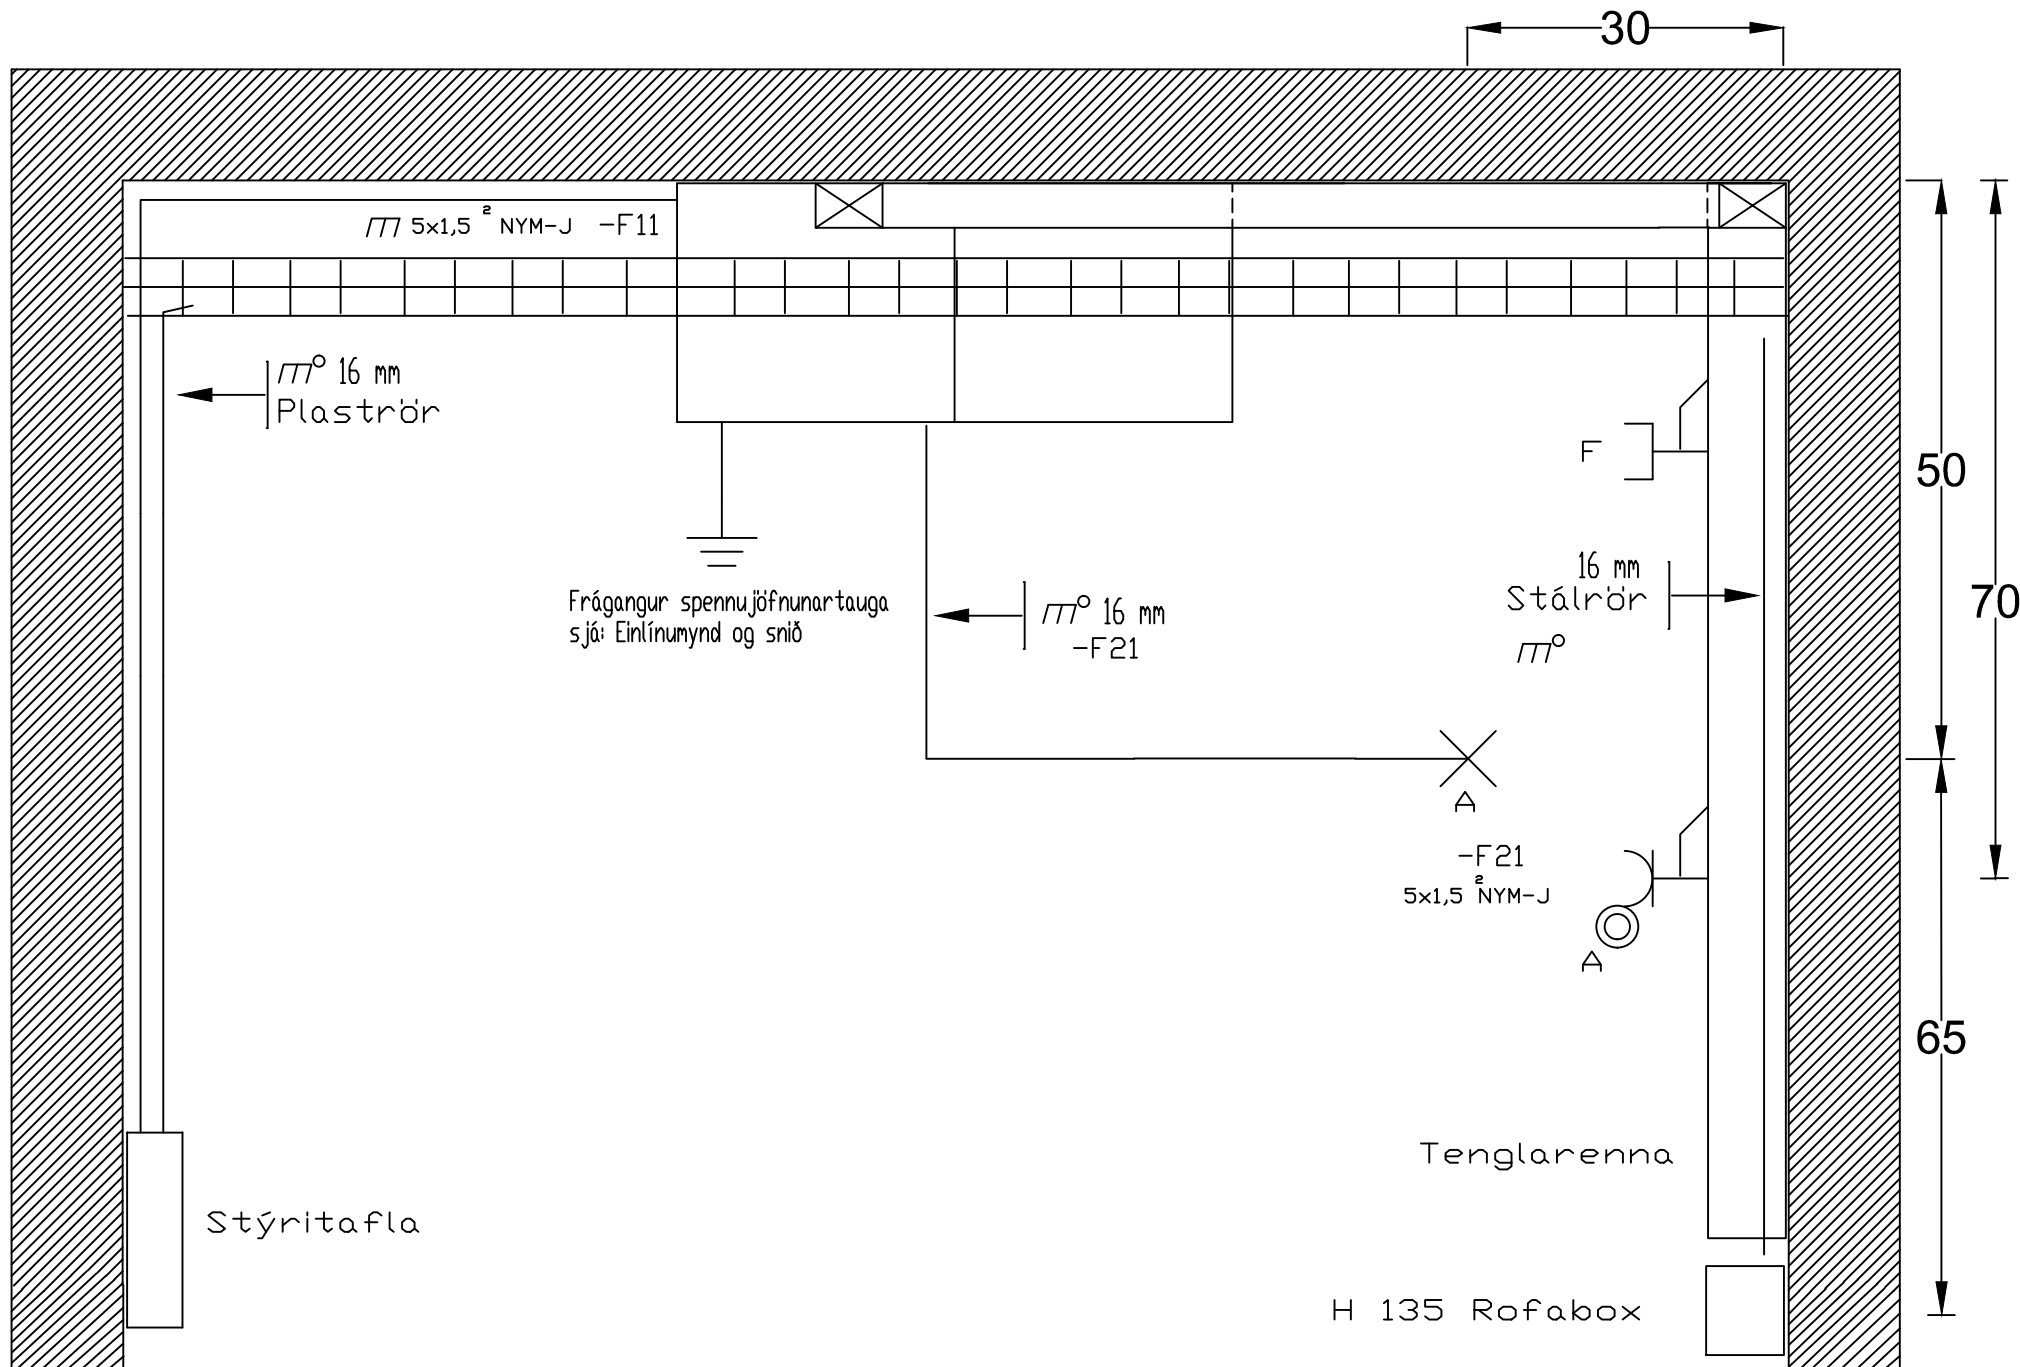 30
5x1,5 ² NYM-J -F11
16 mm
Plaströr
F
50
16 mm
Stálrör
70
Frágangur spennujöfnunartauga
sjá: Einlínumynd og snið
16 mm
-F21
A
-F21
5x1,5 ² NYM-J
A
65
Tenglarenna
Stýritafla
H 135 Rofabox